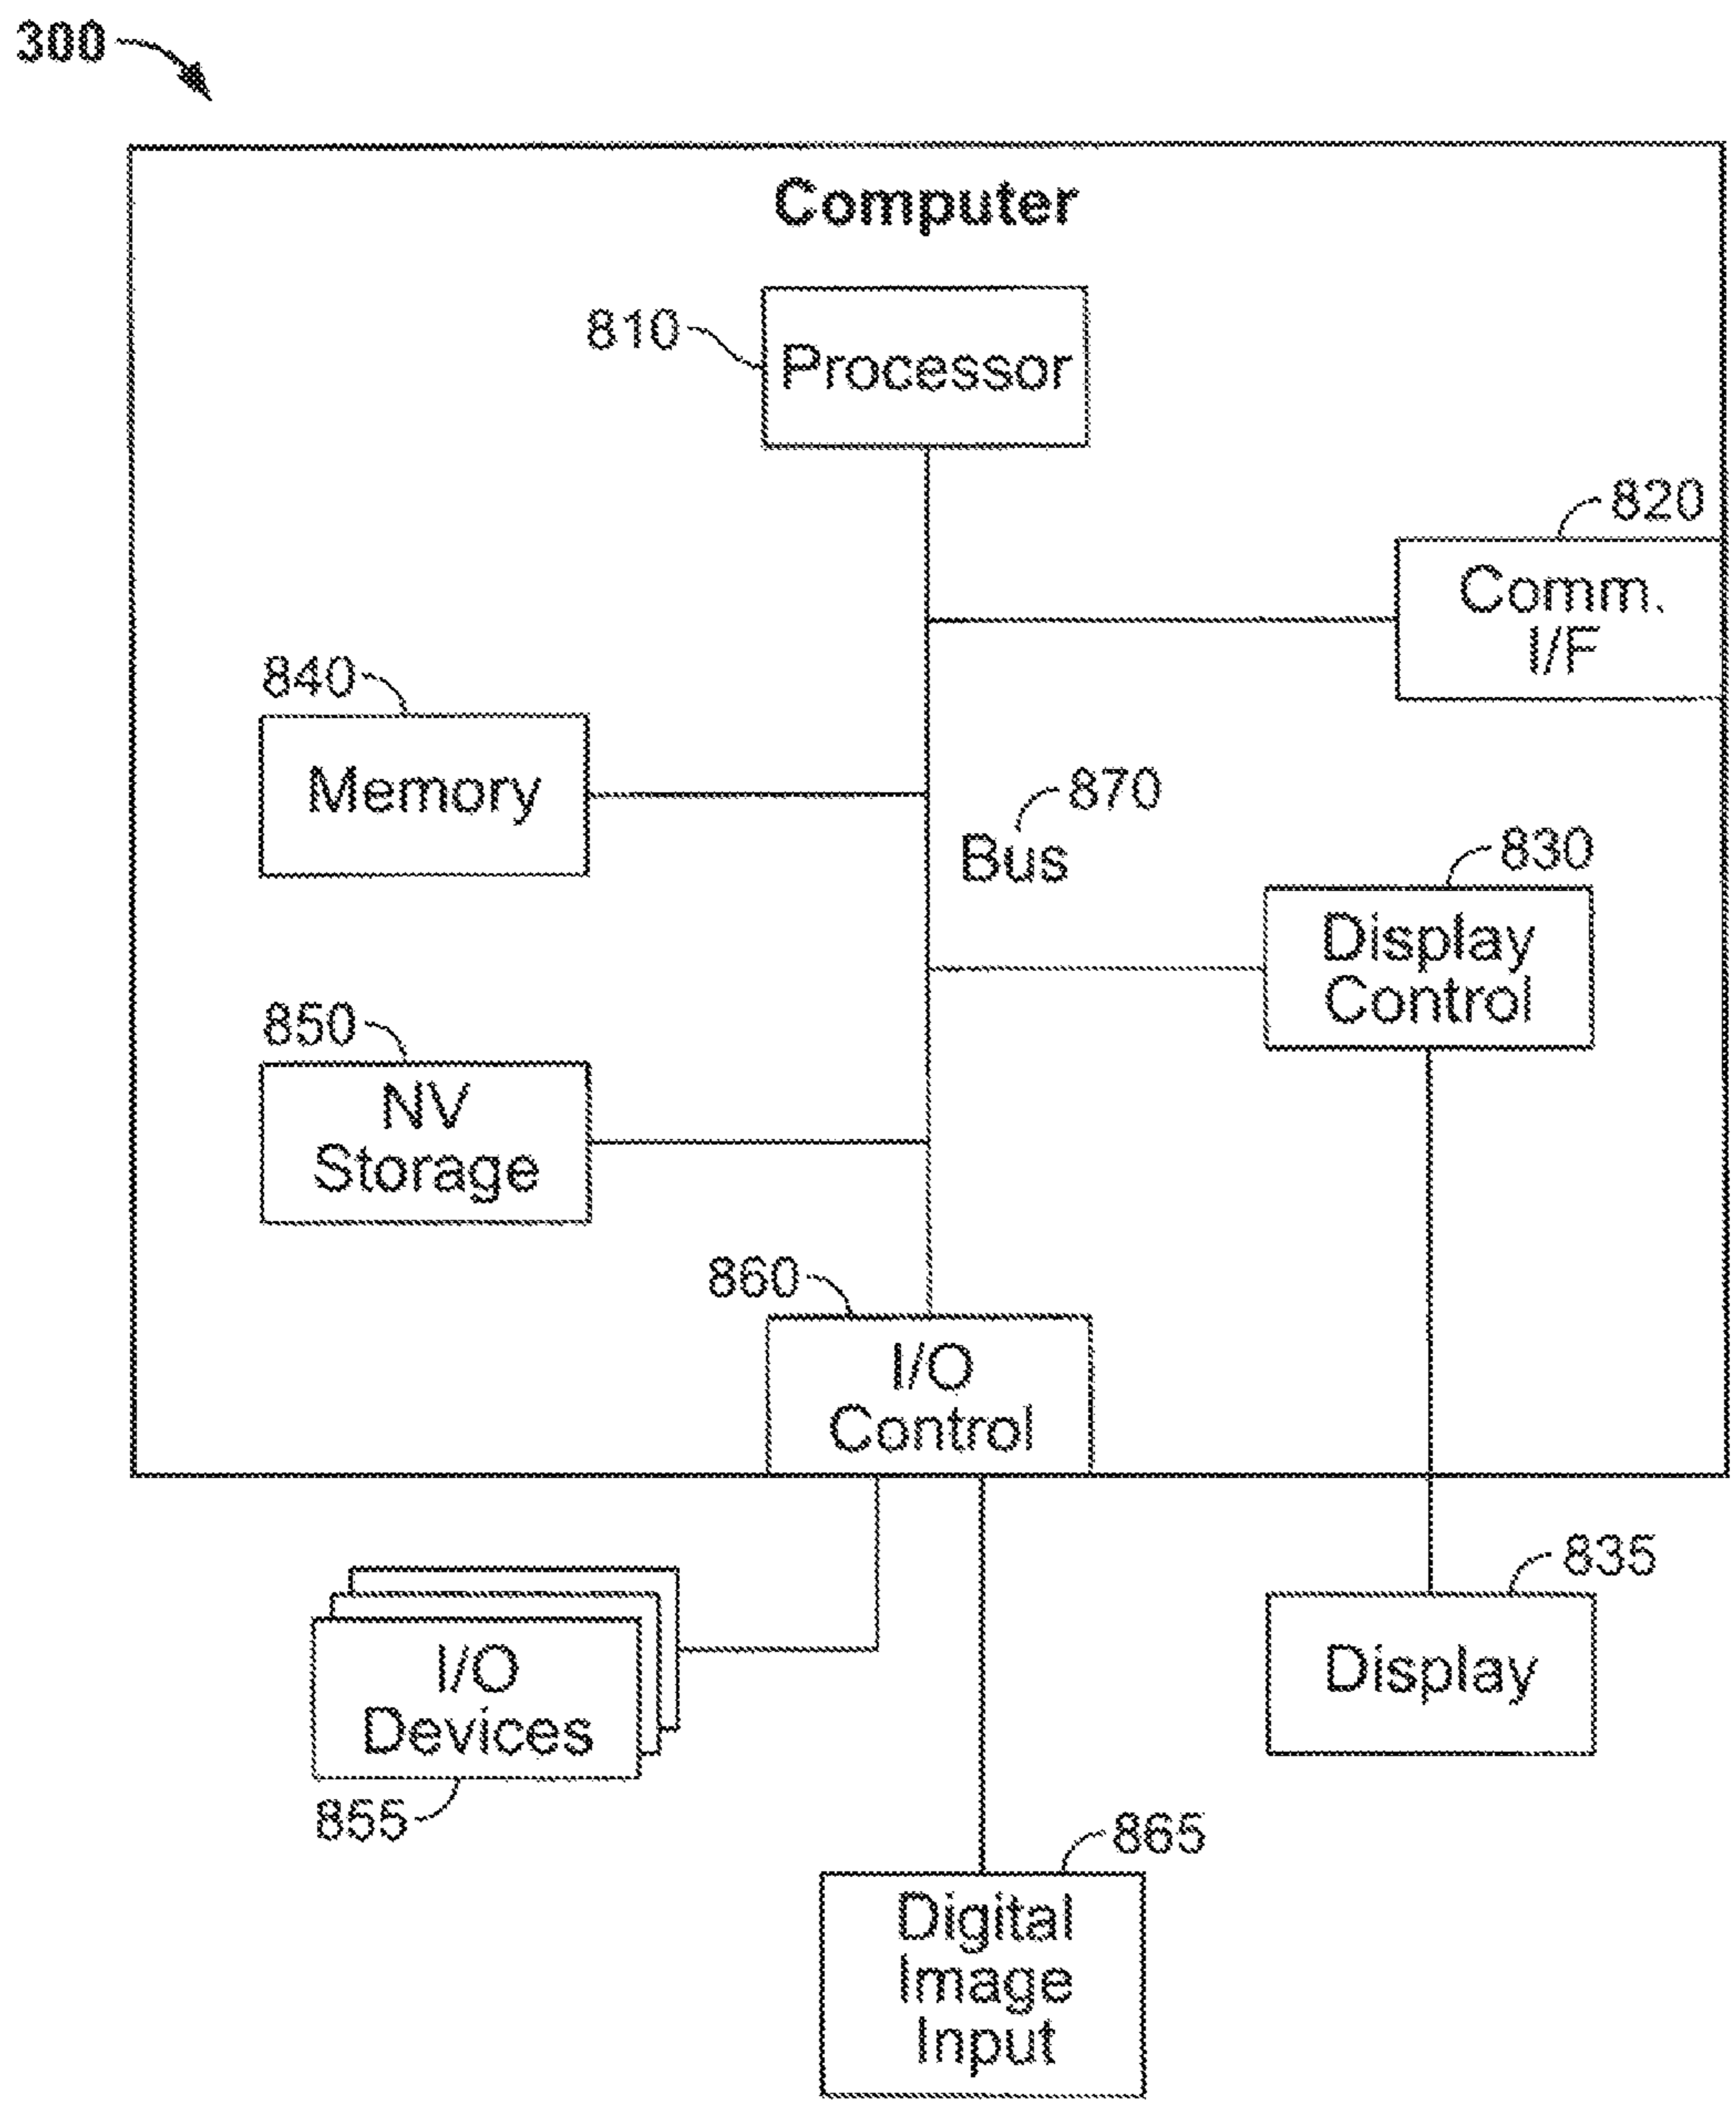 300
Computer
810
Processor
820
Comm.
I/F
840
Memory
870
Bus
830
Display
Control
850
NV
Storage
860
I/O
Control
835
Display
I/O
Devices
855
865
Digital
Image
Input